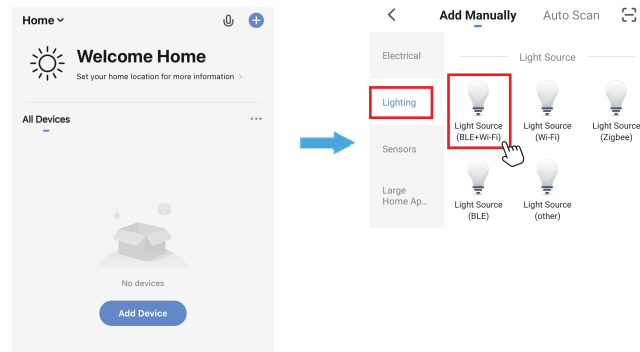 Home
Welcome Home
Set your home location for more information >
All Devices
No devices
Add Device
Add Manually
Auto Scan
Electrical
Lighting
Sensors
Large
Home Ap...
Light Source
Light Source
(BLE+Wi-Fi)
Light Source
(Wi-Fi)
Light Source
(Zigbee)
Light Source
(BLE)
Light Source
(other)